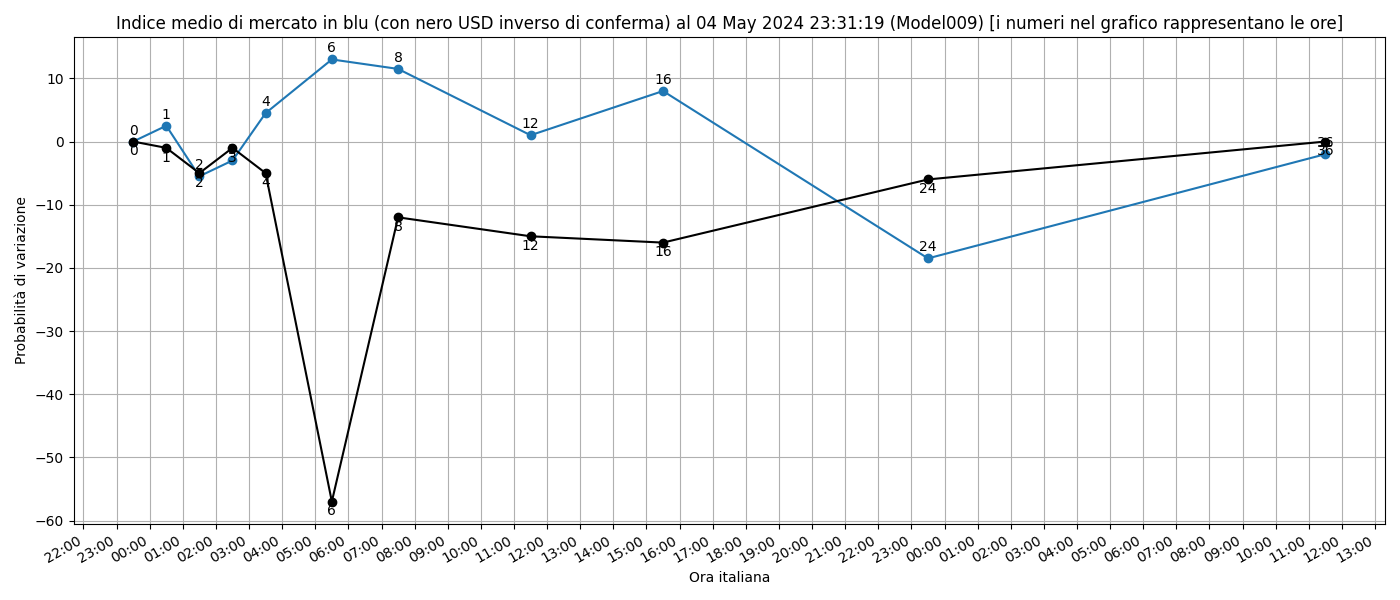 Indice medio di mercato in blu (con nero USD inverso di conferma) al 04 May 2024 23:31:19 (Model009) [i numeri nel grafico rappresentano le ore]
Probabilità di variazione
10
0
−10
−20
−30
−40
−50
−60
0 1 2 3 4 6 8 12 16 24 36
0 1 2 3 4 6 8 12 16 24 36
22:00 23:00 00:00 01:00 02:00 03:00 04:00 05:00 06:00 07:00 08:00 09:00 10:00 11:00 12:00 13:00 14:00 15:00 16:00 17:00 18:00 19:00 20:00 21:00 22:00 23:00 00:00 01:00 02:00 03:00 04:00 05:00 06:00 07:00 08:00 09:00 10:00 11:00 12:00 13:00
Ora italiana